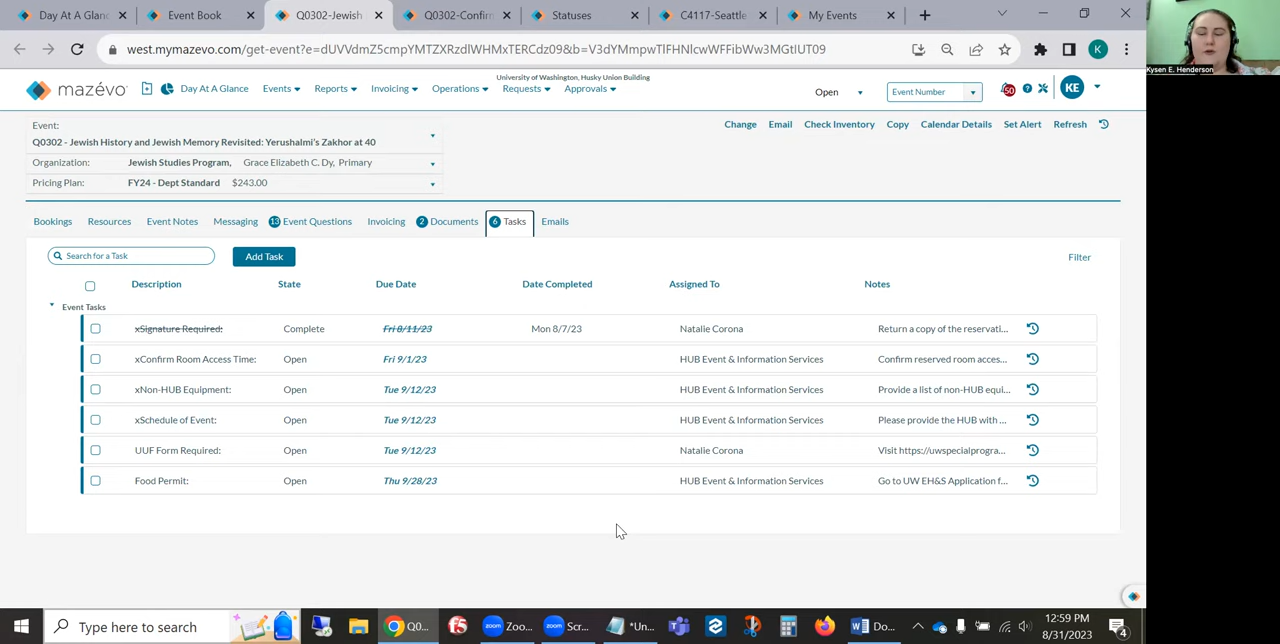 Day At A Glanc
Event Book
Q0302-Jewish
Q0302-Confirm
Statuses
C4117-Seattle
My Events
west.mymazevo.com/get-event?e=dUVVdmZ5cmpYMTZXRzdlWHMxTERCdz09&b=V3dYMmpwTlFHNlcwWFFibWw3MGtIUT09
K
Kysen E. Henderson
University of Washington, Husky Union Building
mazévo
Day At A Glance
Events
Reports
Invoicing
Operations
Requests
Approvals
Open
Event Number
50
KE
Event:
Q0302 - Jewish History and Jewish Memory Revisited: Yerushalmi's Zakhor at 40
Change Email Check Inventory Copy Calendar Details Set Alert Refresh
Organization: Jewish Studies Program, Grace Elizabeth C. Dy, Primary
Pricing Plan: FY24 - Dept Standard $243.00
Bookings Resources Event Notes Messaging 13 Event Questions Invoicing 2 Documents 6 Tasks Emails
Search for a Task
Add Task
Filter
Description State Due Date Date Completed Assigned To Notes
Event Tasks
xSignature Required: Complete Fri 8/11/23 Mon 8/7/23 Natalie Corona Return a copy of the reservati...
xConfirm Room Access Time: Open Fri 9/1/23 HUB Event & Information Services Confirm reserved room acces...
xNon-HUB Equipment: Open Tue 9/12/23 HUB Event & Information Services Provide a list of non-HUB equi...
xSchedule of Event: Open Tue 9/12/23 HUB Event & Information Services Please provide the HUB with ...
UUF Form Required: Open Tue 9/12/23 Natalie Corona Visit https://uwspecialprogra...
Food Permit: Open Thu 9/28/23 HUB Event & Information Services Go to UW EH&S Application f...
Type here to search
Q0...
Zoo...
Scr...
*Un...
Do...
12:59 PM
8/31/2023
4